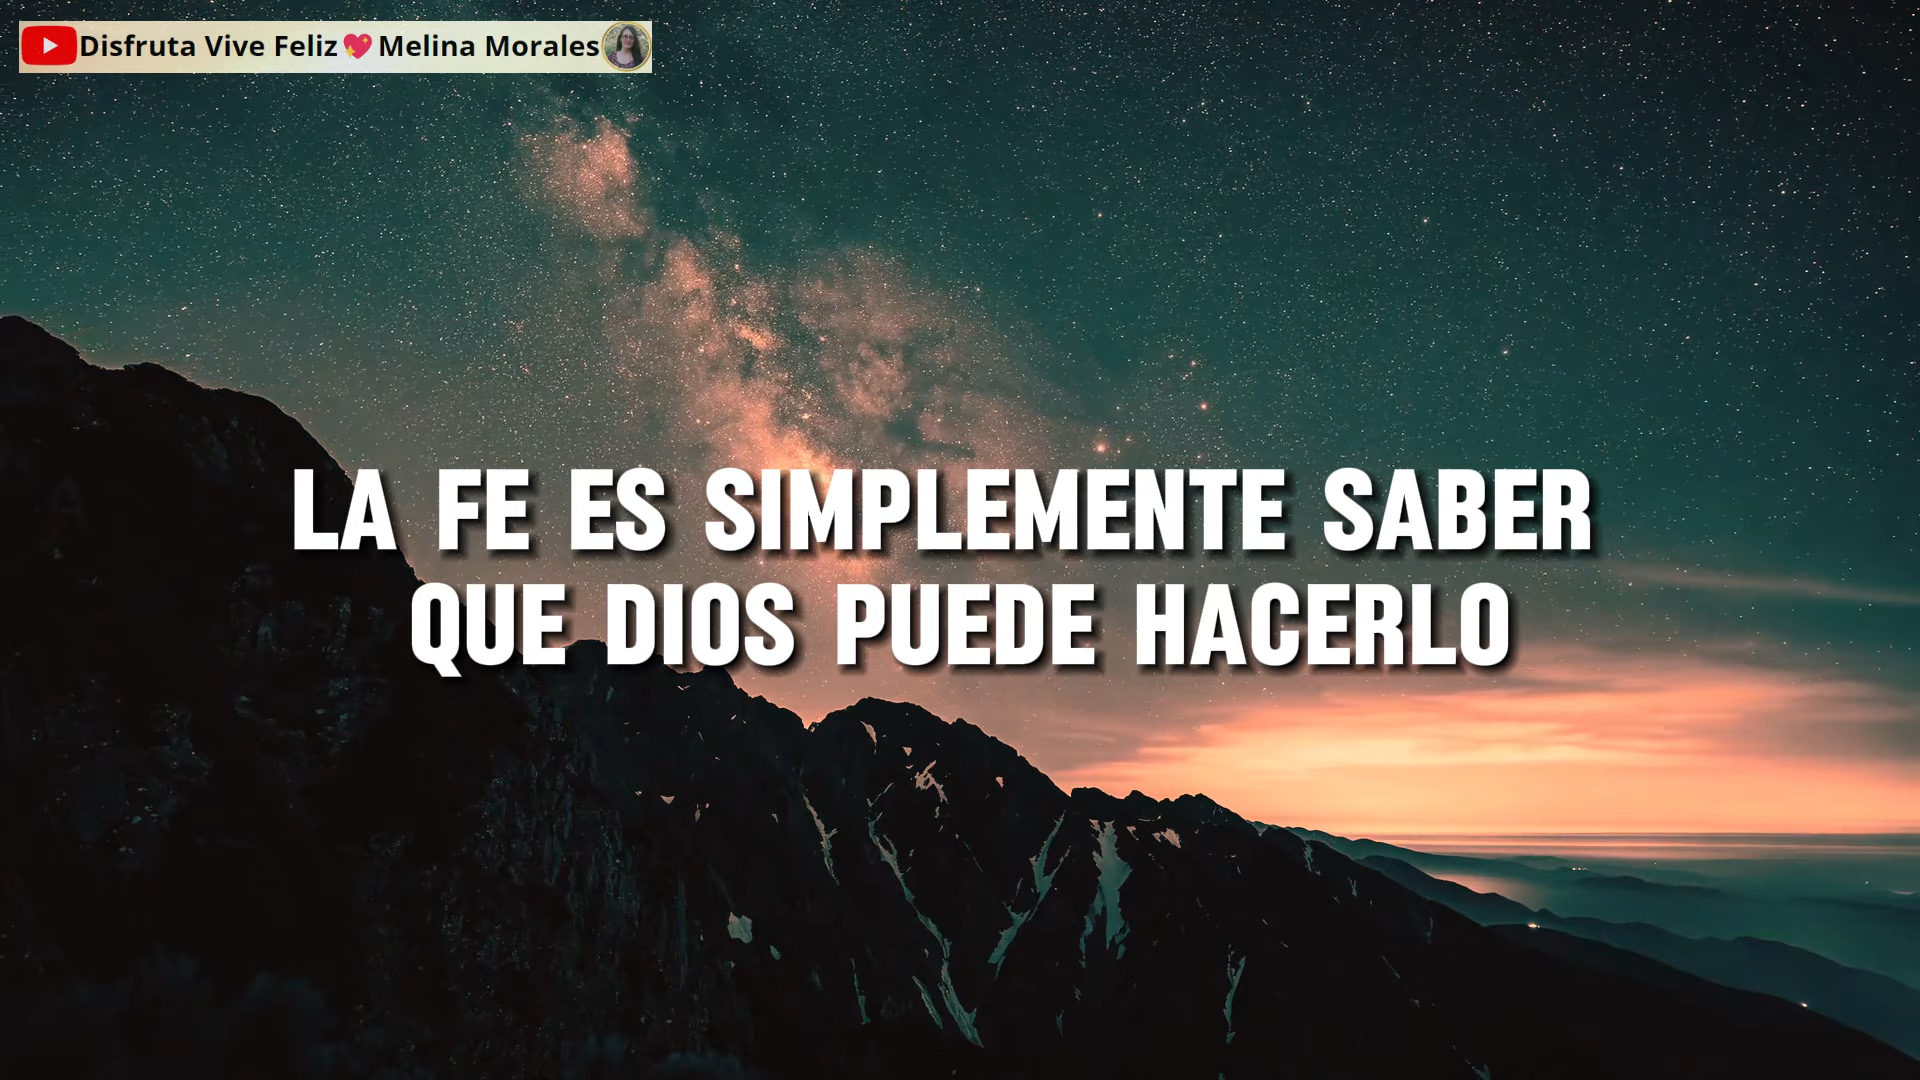 Disfruta Vive Feliz💖Melina Morales
LA FE ES SIMPLEMENTE SABER
QUE DIOS PUEDE HACERLO